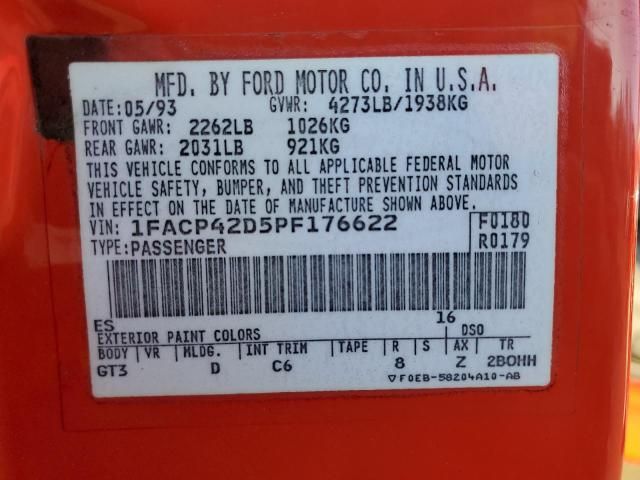 MFD. BY FORD MOTOR CO. IN U.S.A.
DATE: 05/93 GVWR: 4273LB/1938KG
FRONT GAWR: 2262LB 1026KG
REAR GAWR: 2031LB 921KG
THIS VEHICLE CONFORMS TO ALL APPLICABLE FEDERAL MOTOR
VEHICLE SAFETY, BUMPER, AND THEFT PREVENTION STANDARDS
IN EFFECT ON THE DATE OF MANUFACTURE SHOWN ABOVE.
VIN: 1FACP42D5PF176622 F0180
TYPE: PASSENGER R0179
ES 16
EXTERIOR PAINT COLORS DSO
BODY VR MLDG. INT TRIM TAPE R S AX TR
GT3 D C6 8 Z 2BOHH
▽F0EB-58204A10-AB